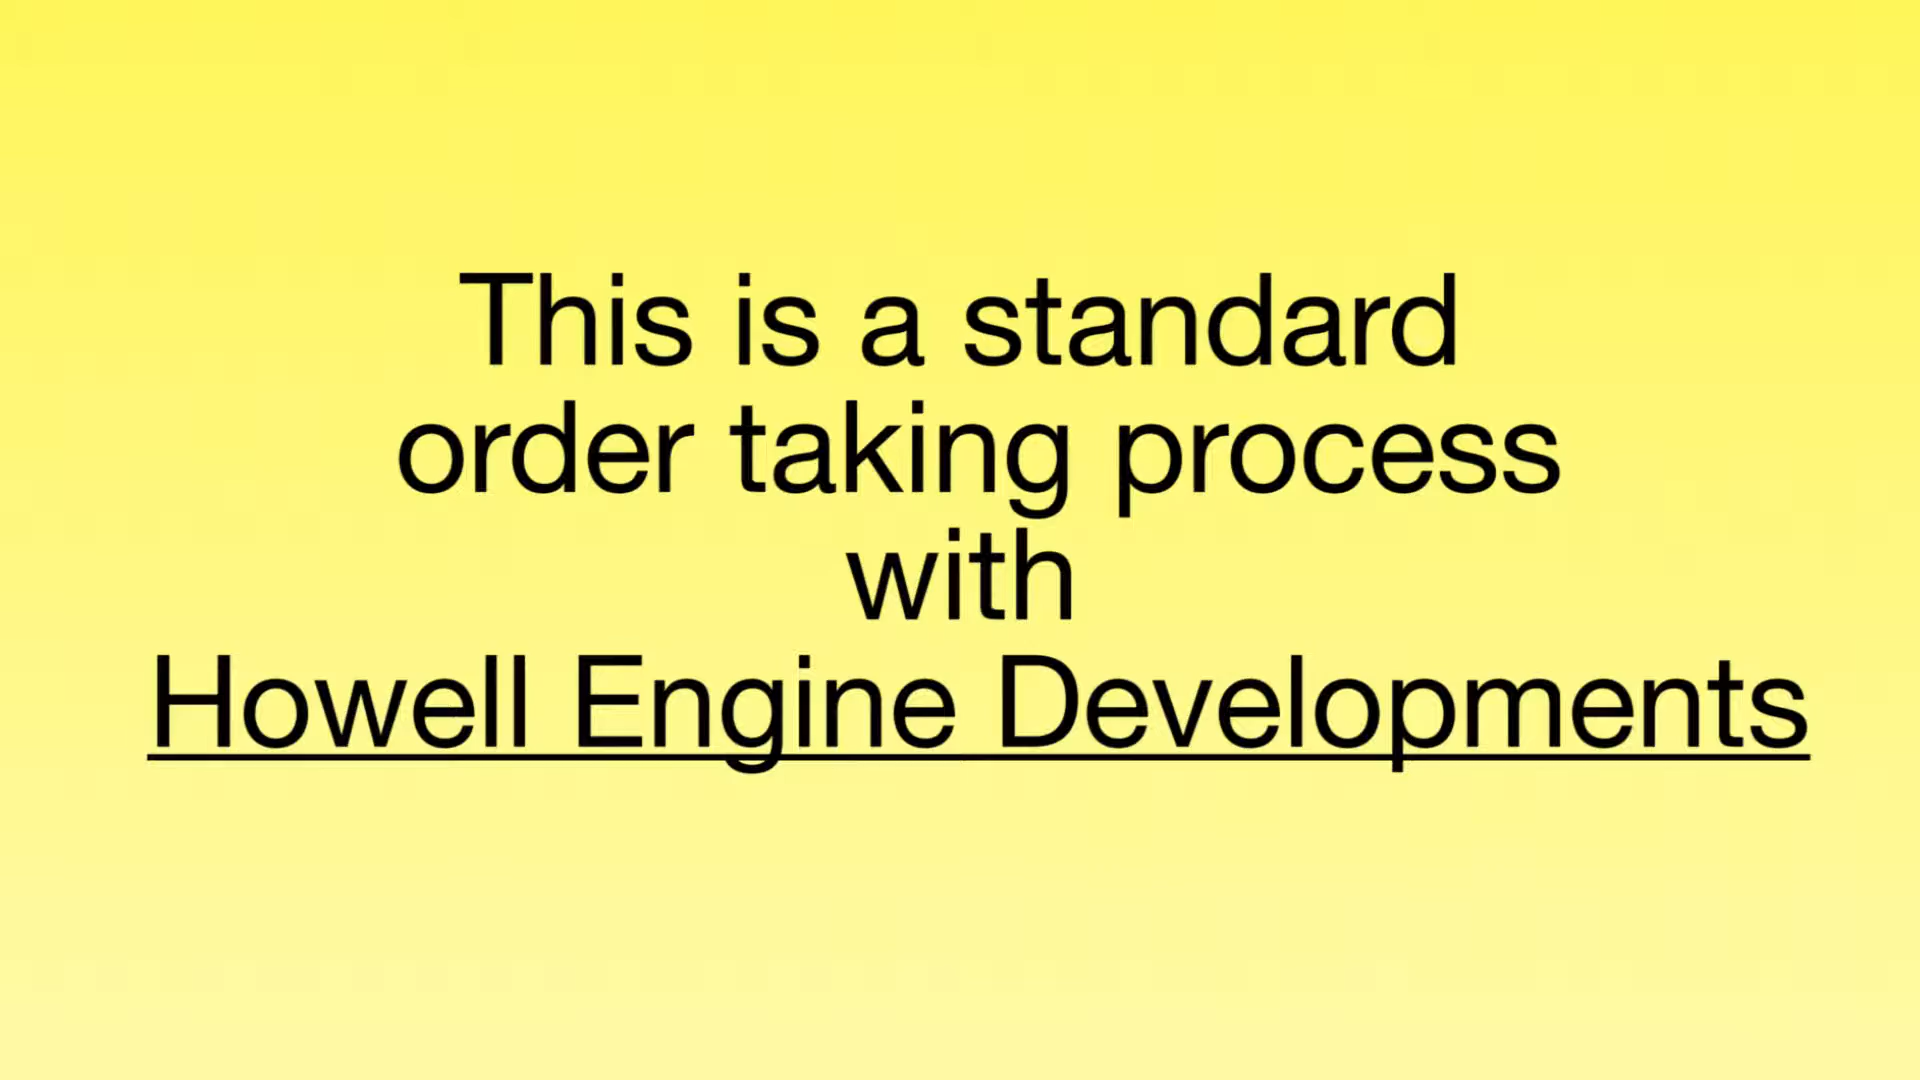 This is a standard
order taking process
with
Howell Engine Developments